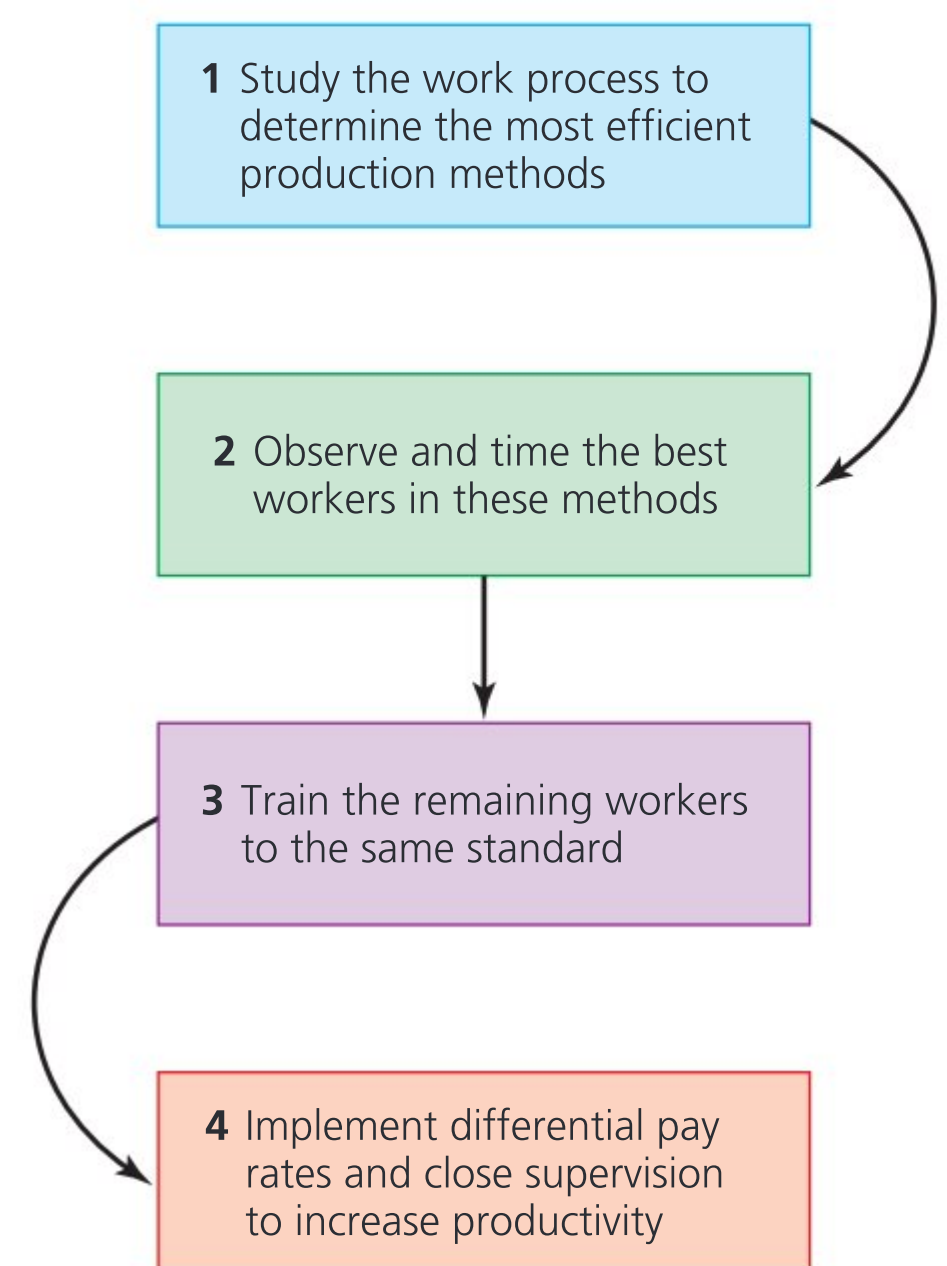 1 Study the work process to
determine the most efficient
production methods
2 Observe and time the best
workers in these methods
3 Train the remaining workers
to the same standard
4 Implement differential pay
rates and close supervision
to increase productivity